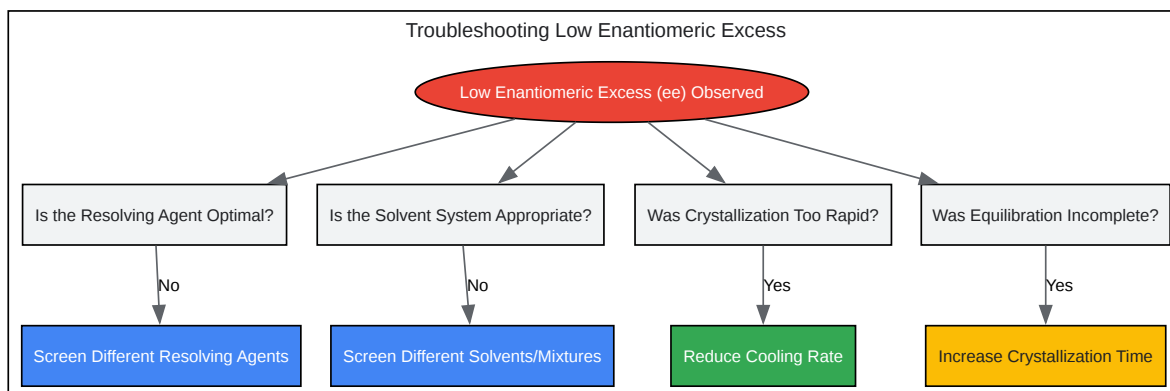 Troubleshooting Low Enantiomeric Excess
Low Enantiomeric Excess (ee) Observed
Is the Resolving Agent Optimal?
Is the Solvent System Appropriate?
Was Crystallization Too Rapid?
Was Equilibration Incomplete?
No
No
Yes
Yes
Screen Different Resolving Agents
Screen Different Solvents/Mixtures
Reduce Cooling Rate
Increase Crystallization Time